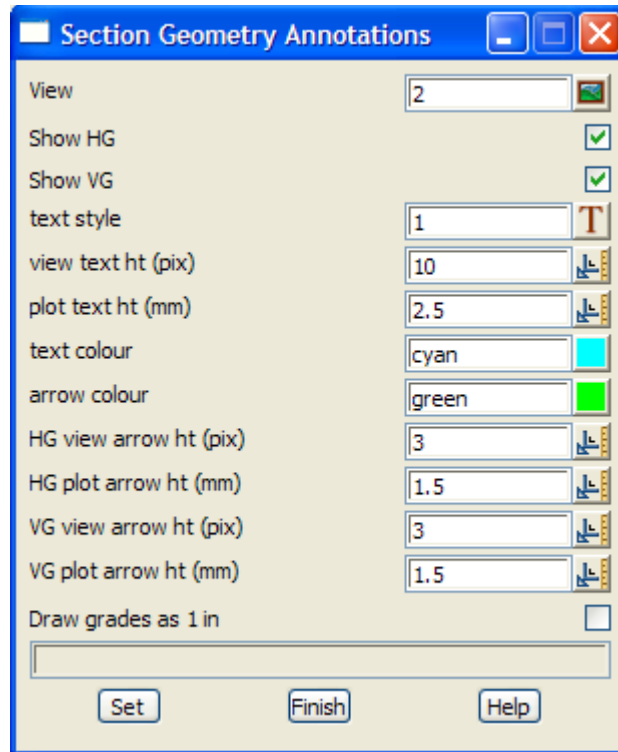 Section Geometry Annotations
View 2
Show HG
Show VG
text style 1 T
view text ht (pix) 10
plot text ht (mm) 2.5
text colour cyan
arrow colour green
HG view arrow ht (pix) 3
HG plot arrow ht (mm) 1.5
VG view arrow ht (pix) 3
VG plot arrow ht (mm) 1.5
Draw grades as 1 in
Set Finish Help